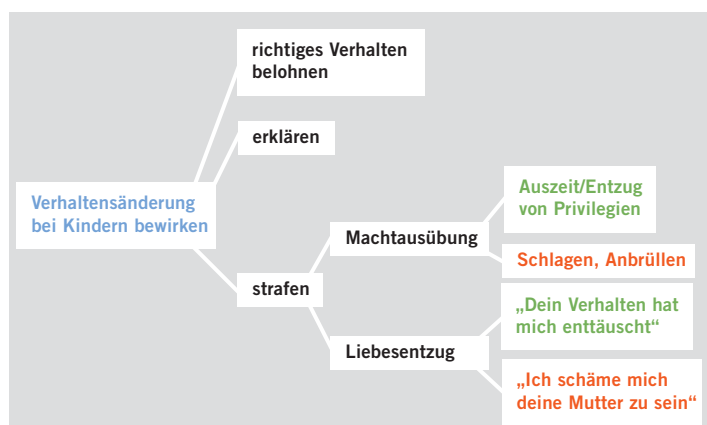 richtiges Verhalten
belohnen
erklären
Verhaltensänderung
bei Kindern bewirken
strafen
Machtausübung
Auszeit/Entzug
von Privilegien
Schlagen, Anbrüllen
Liebesentzug
„Dein Verhalten hat
mich enttäuscht“
„Ich schäme mich
deine Mutter zu sein“